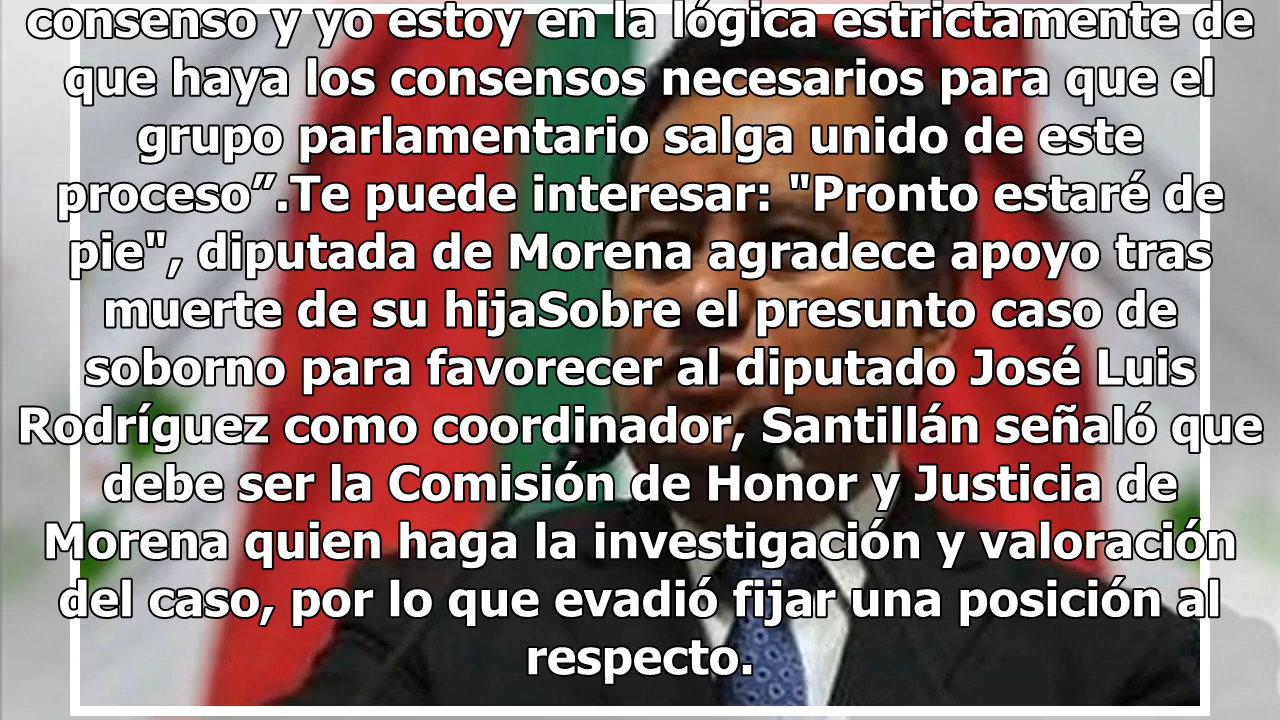 consenso y yo estoy en la lógica estrictamente de
que haya los consensos necesarios para que el
grupo parlamentario salga unido de este
proceso”.Te puede interesar: "Pronto estaré de
pie", diputada de Morena agradece apoyo tras
muerte de su hijaSobre el presunto caso de
soborno para favorecer al diputado José Luis
Rodríguez como coordinador, Santillán señaló que
debe ser la Comisión de Honor y Justicia de
Morena quien haga la investigación y valoración
del caso, por lo que evadió fijar una posición al
respecto.